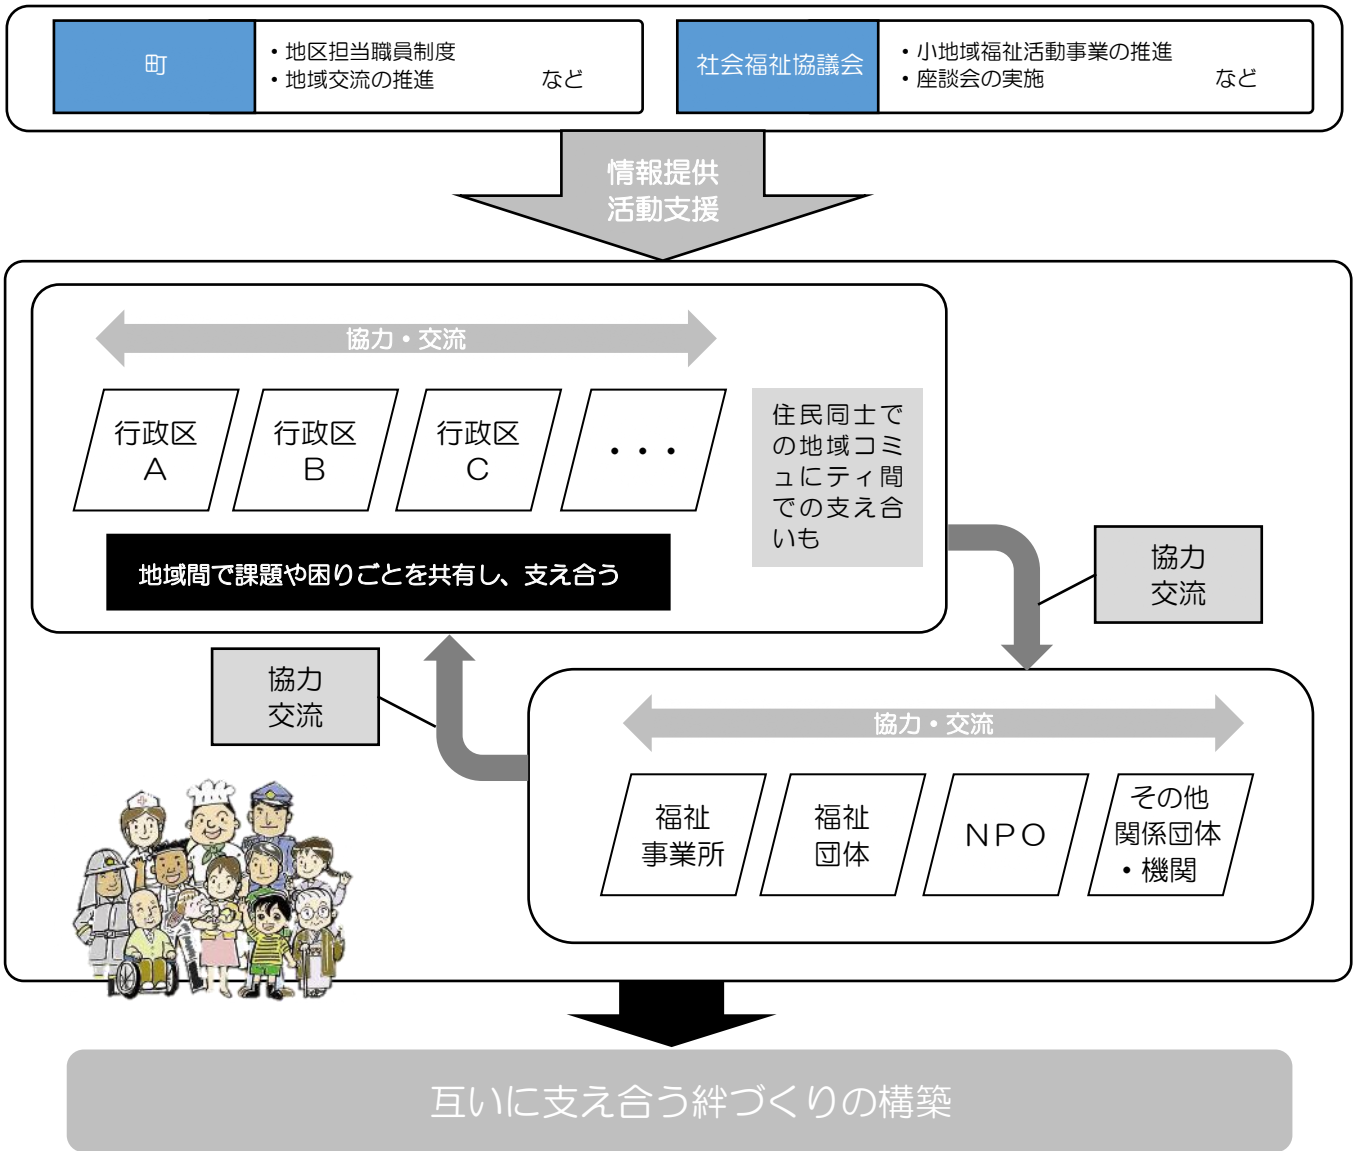 町
・地区担当職員制度
・地域交流の推進　　　　　など
社会福祉協議会
・小地域福祉活動事業の推進
・座談会の実施　　　　　など
情報提供
活動支援
協力・交流
行政区
Ａ
行政区
Ｂ
行政区
Ｃ
・・・
住民同士で
の地域コミ
ュにティ間
での支え合
いも
地域間で課題や困りごとを共有し、支え合う
協力
交流
協力
交流
協力・交流
福祉
事業所
福祉
団体
ＮＰＯ
その他
関係団体
・機関
互いに支え合う絆づくりの構築